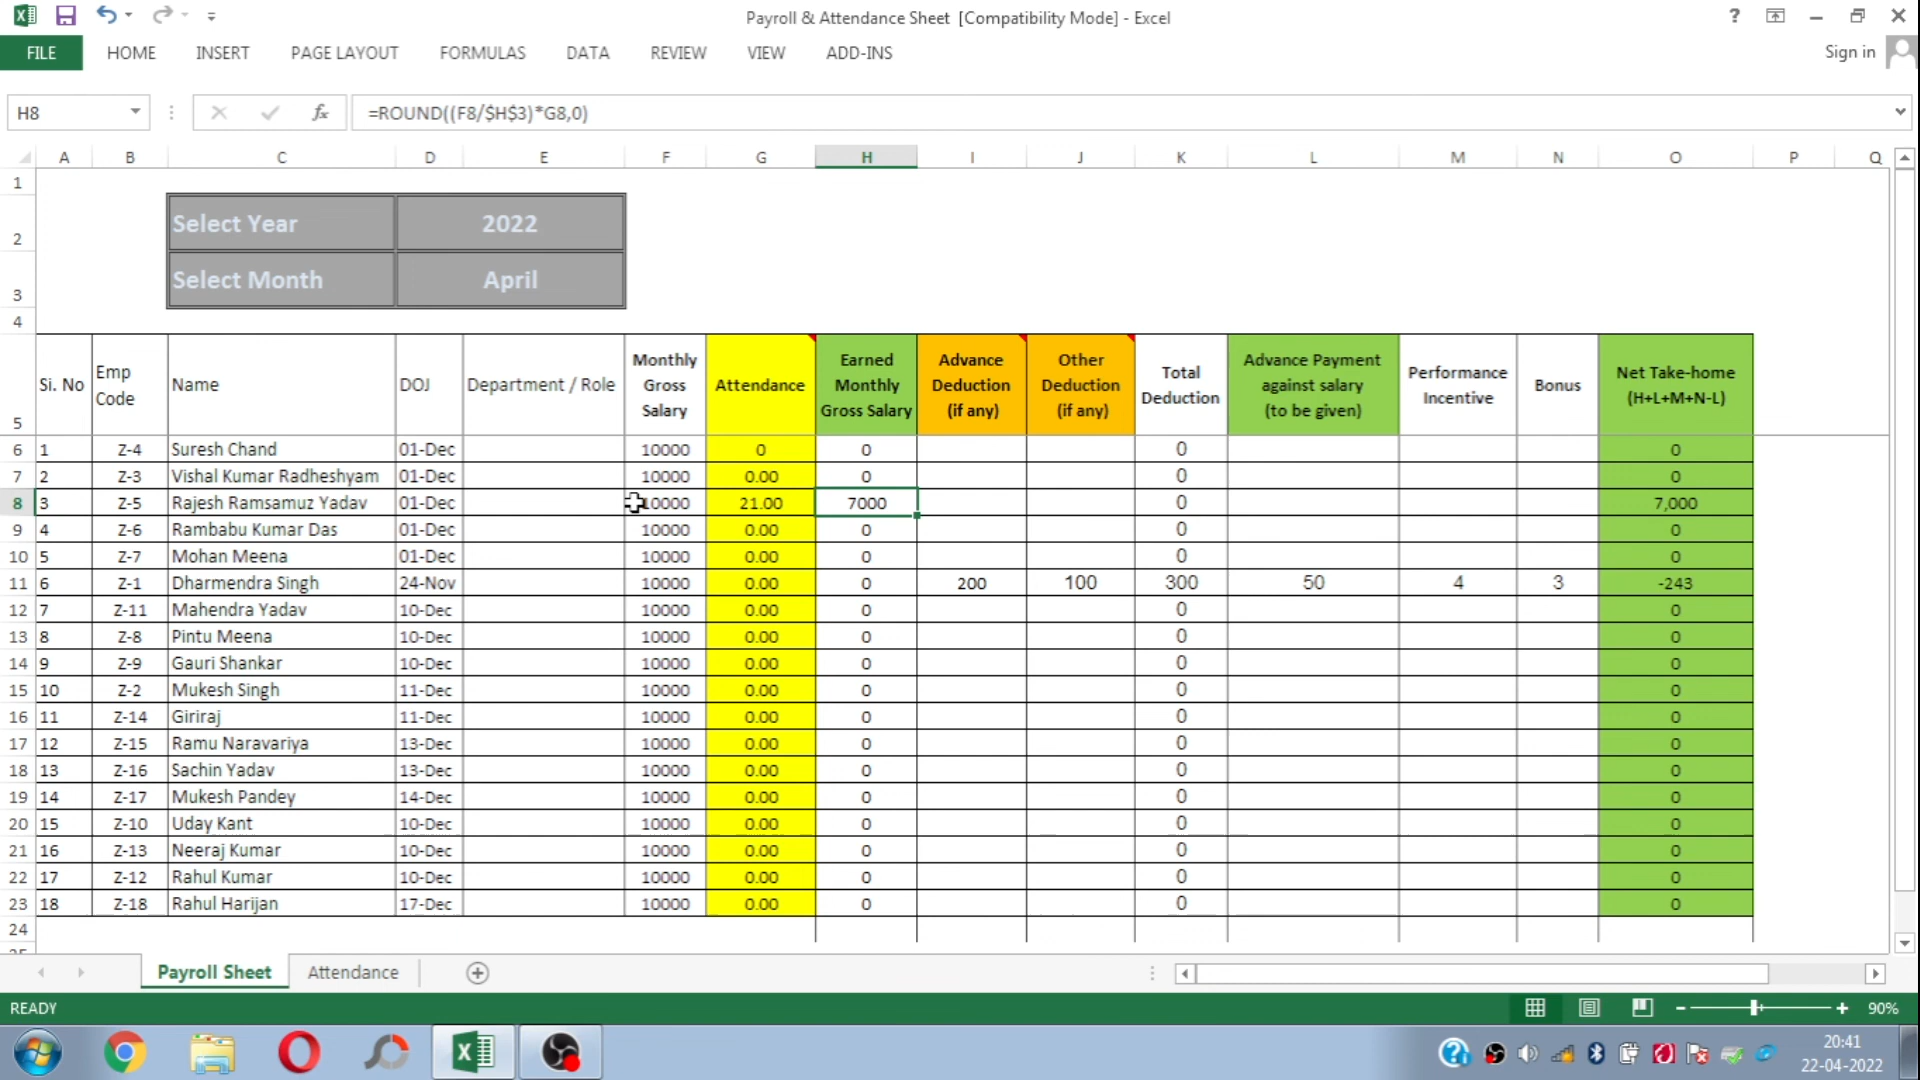 Payroll & Attendance Sheet [Compatibility Mode] - Excel
FILE HOME INSERT PAGE LAYOUT FORMULAS DATA REVIEW VIEW ADD-INS Sign in
H8 fx =ROUND((F8/$H$3)*G8,0)
A B C D E F G H I J K L M N O P Q
1
2 Select Year 2022
3 Select Month April
4
5 Si. No Emp Code Name DOJ Department / Role Monthly Gross Salary Attendance Earned Monthly Gross Salary Advance Deduction (if any) Other Deduction (if any) Total Deduction Advance Payment against salary (to be given) Performance Incentive Bonus Net Take-home (H+L+M+N-L)
6 1 Z-4 Suresh Chand 01-Dec 10000 0 0 0 0
7 2 Z-3 Vishal Kumar Radheshyam 01-Dec 10000 0.00 0 0 0
8 3 Z-5 Rajesh Ramsamuz Yadav 01-Dec 10000 21.00 7000 0 7,000
9 4 Z-6 Rambabu Kumar Das 01-Dec 10000 0.00 0 0 0
10 5 Z-7 Mohan Meena 01-Dec 10000 0.00 0 0 0
11 6 Z-1 Dharmendra Singh 24-Nov 10000 0.00 0 200 100 300 50 4 3 -243
12 7 Z-11 Mahendra Yadav 10-Dec 10000 0.00 0 0 0
13 8 Z-8 Pintu Meena 10-Dec 10000 0.00 0 0 0
14 9 Z-9 Gauri Shankar 10-Dec 10000 0.00 0 0 0
15 10 Z-2 Mukesh Singh 11-Dec 10000 0.00 0 0 0
16 11 Z-14 Giriraj 11-Dec 10000 0.00 0 0 0
17 12 Z-15 Ramu Naravariya 13-Dec 10000 0.00 0 0 0
18 13 Z-16 Sachin Yadav 13-Dec 10000 0.00 0 0 0
19 14 Z-17 Mukesh Pandey 14-Dec 10000 0.00 0 0 0
20 15 Z-10 Uday Kant 10-Dec 10000 0.00 0 0 0
21 16 Z-13 Neeraj Kumar 10-Dec 10000 0.00 0 0 0
22 17 Z-12 Rahul Kumar 10-Dec 10000 0.00 0 0 0
23 18 Z-18 Rahul Harijan 17-Dec 10000 0.00 0 0 0
24
Payroll Sheet Attendance
READY 90%
20:41
22-04-2022